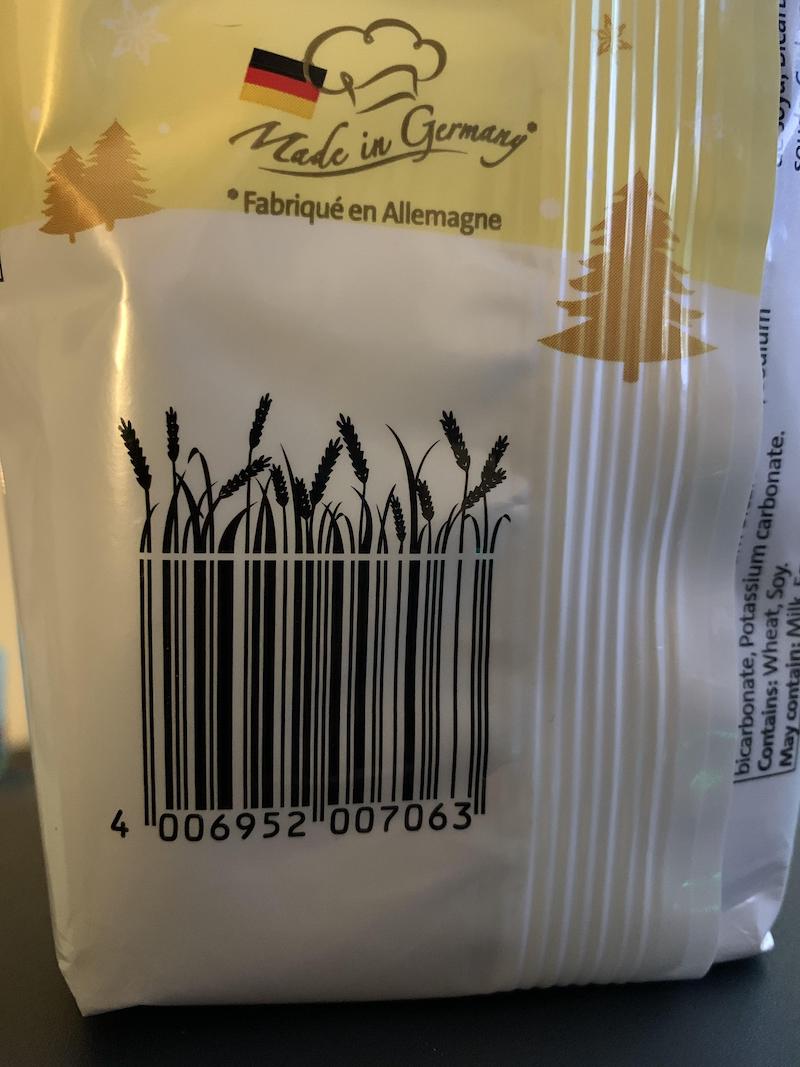 Made in Germany*
*Fabriqué en Allemagne
4 006952 007063
bicarbonate, Potassium carbonate.
Contains: Wheat, Soy.
May contain: Milk,